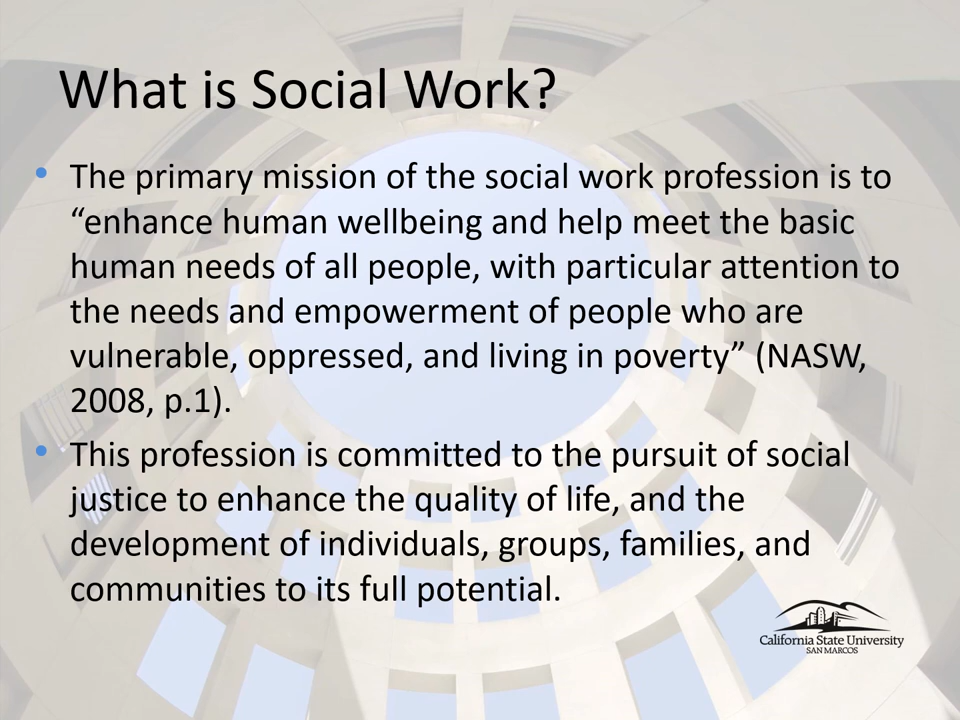 What is Social Work?
• The primary mission of the social work profession is to
“enhance human wellbeing and help meet the basic
human needs of all people, with particular attention to
the needs and empowerment of people who are
vulnerable, oppressed, and living in poverty” (NASW,
2008, p.1).
• This profession is committed to the pursuit of social
justice to enhance the quality of life, and the
development of individuals, groups, families, and
communities to its full potential.
California State University
SAN MARCOS